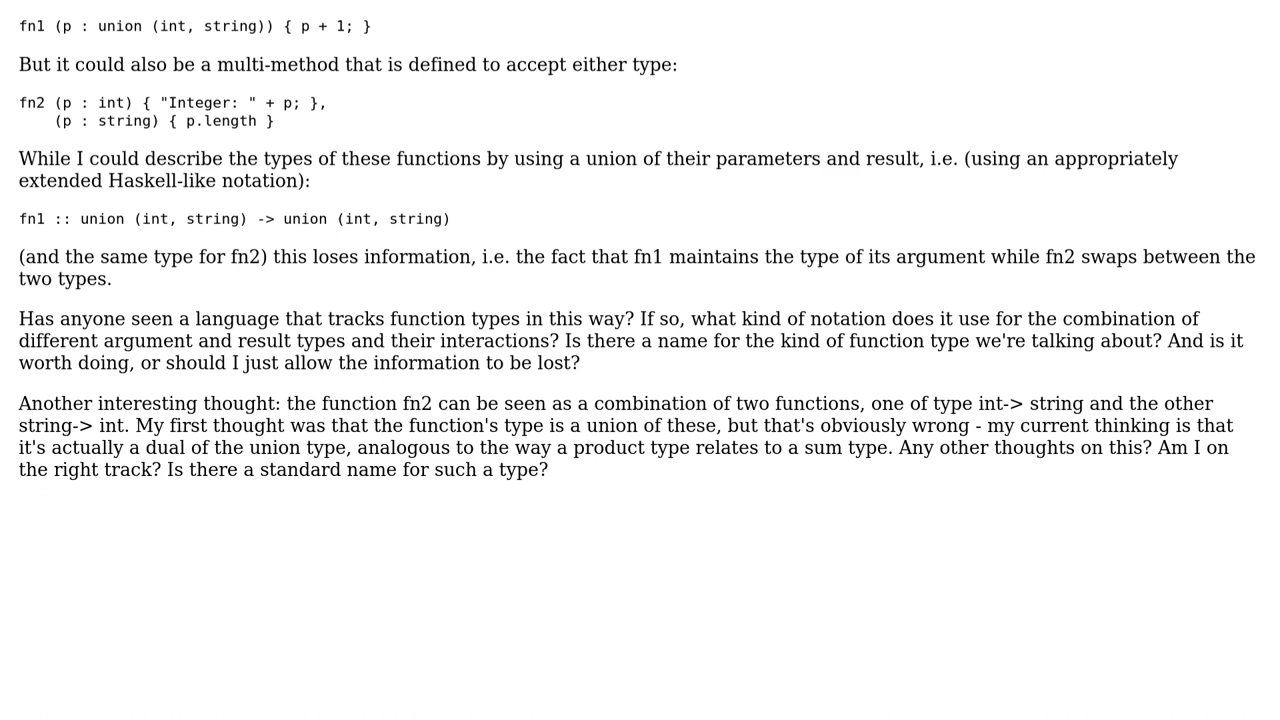 fn1 (p : union (int, string)) { p + 1; }
But it could also be a multi-method that is defined to accept either type:
fn2 (p : int) { "Integer: " + p; },
    (p : string) { p.length }
While I could describe the types of these functions by using a union of their parameters and result, i.e. (using an appropriately
extended Haskell-like notation):
fn1 :: union (int, string) -> union (int, string)
(and the same type for fn2) this loses information, i.e. the fact that fn1 maintains the type of its argument while fn2 swaps between the
two types.
Has anyone seen a language that tracks function types in this way? If so, what kind of notation does it use for the combination of
different argument and result types and their interactions? Is there a name for the kind of function type we're talking about? And is it
worth doing, or should I just allow the information to be lost?
Another interesting thought: the function fn2 can be seen as a combination of two functions, one of type int-> string and the other
string-> int. My first thought was that the function's type is a union of these, but that's obviously wrong - my current thinking is that
it's actually a dual of the union type, analogous to the way a product type relates to a sum type. Any other thoughts on this? Am I on
the right track? Is there a standard name for such a type?